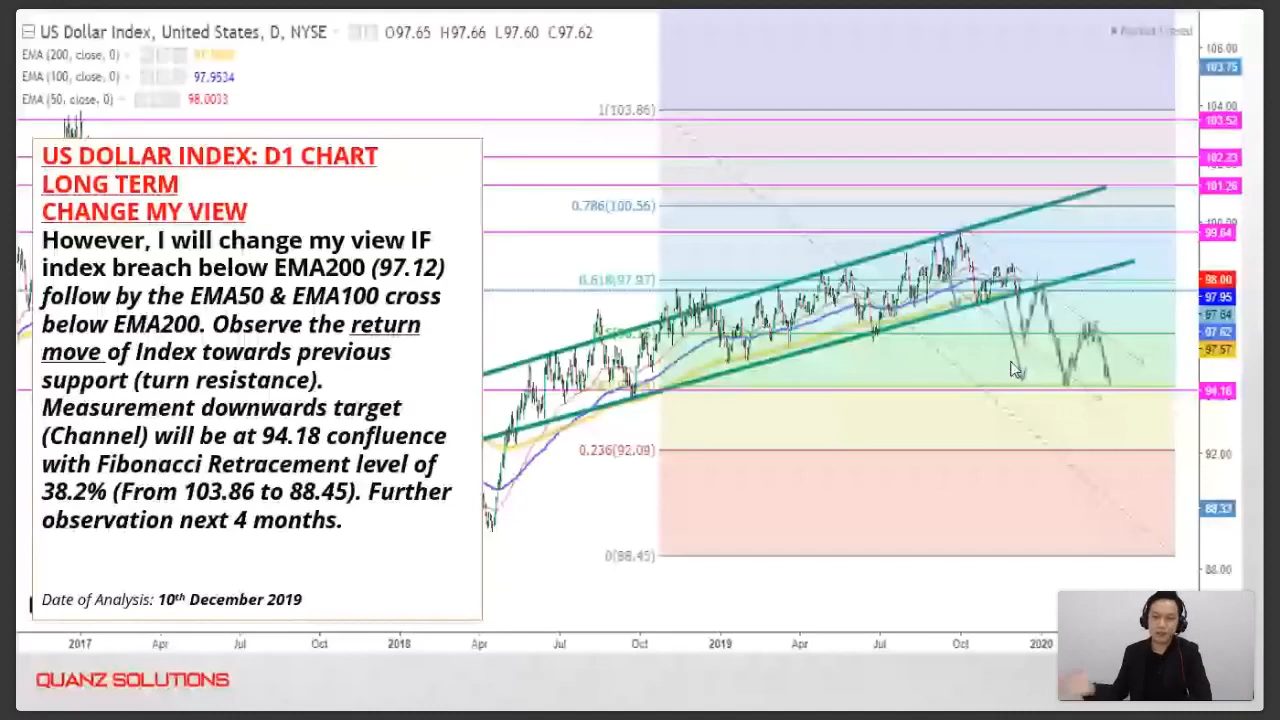 US Dollar Index, United States, D, NYSE O97.65 H97.66 L97.60 C97.62
EMA (200, close, 0)
EMA (100, close, 0) 97.9534
EMA (50, close, 0) 98.0033
US DOLLAR INDEX: D1 CHART
LONG TERM
CHANGE MY VIEW
However, I will change my view IF
index breach below EMA200 (97.12)
follow by the EMA50 & EMA100 cross
below EMA200. Observe the return
move of Index towards previous
support (turn resistance).
Measurement downwards target
(Channel) will be at 94.18 confluence
with Fibonacci Retracement level of
38.2% (From 103.86 to 88.45). Further
observation next 4 months.
Date of Analysis: 10th December 2019
1(103.86)
0.786(100.56)
0.618(97.97)
0.236(92.09)
0(88.45)
106.00
103.75
104.00
103.52
102.23
101.26
100.00
99.64
98.00
97.95
97.64
97.62
97.57
94.18
92.00
88.33
88.00
2017 Apr Jul Oct 2018 Apr Jul Oct 2019 Apr Jul Oct 2020
QUANZ SOLUTIONS